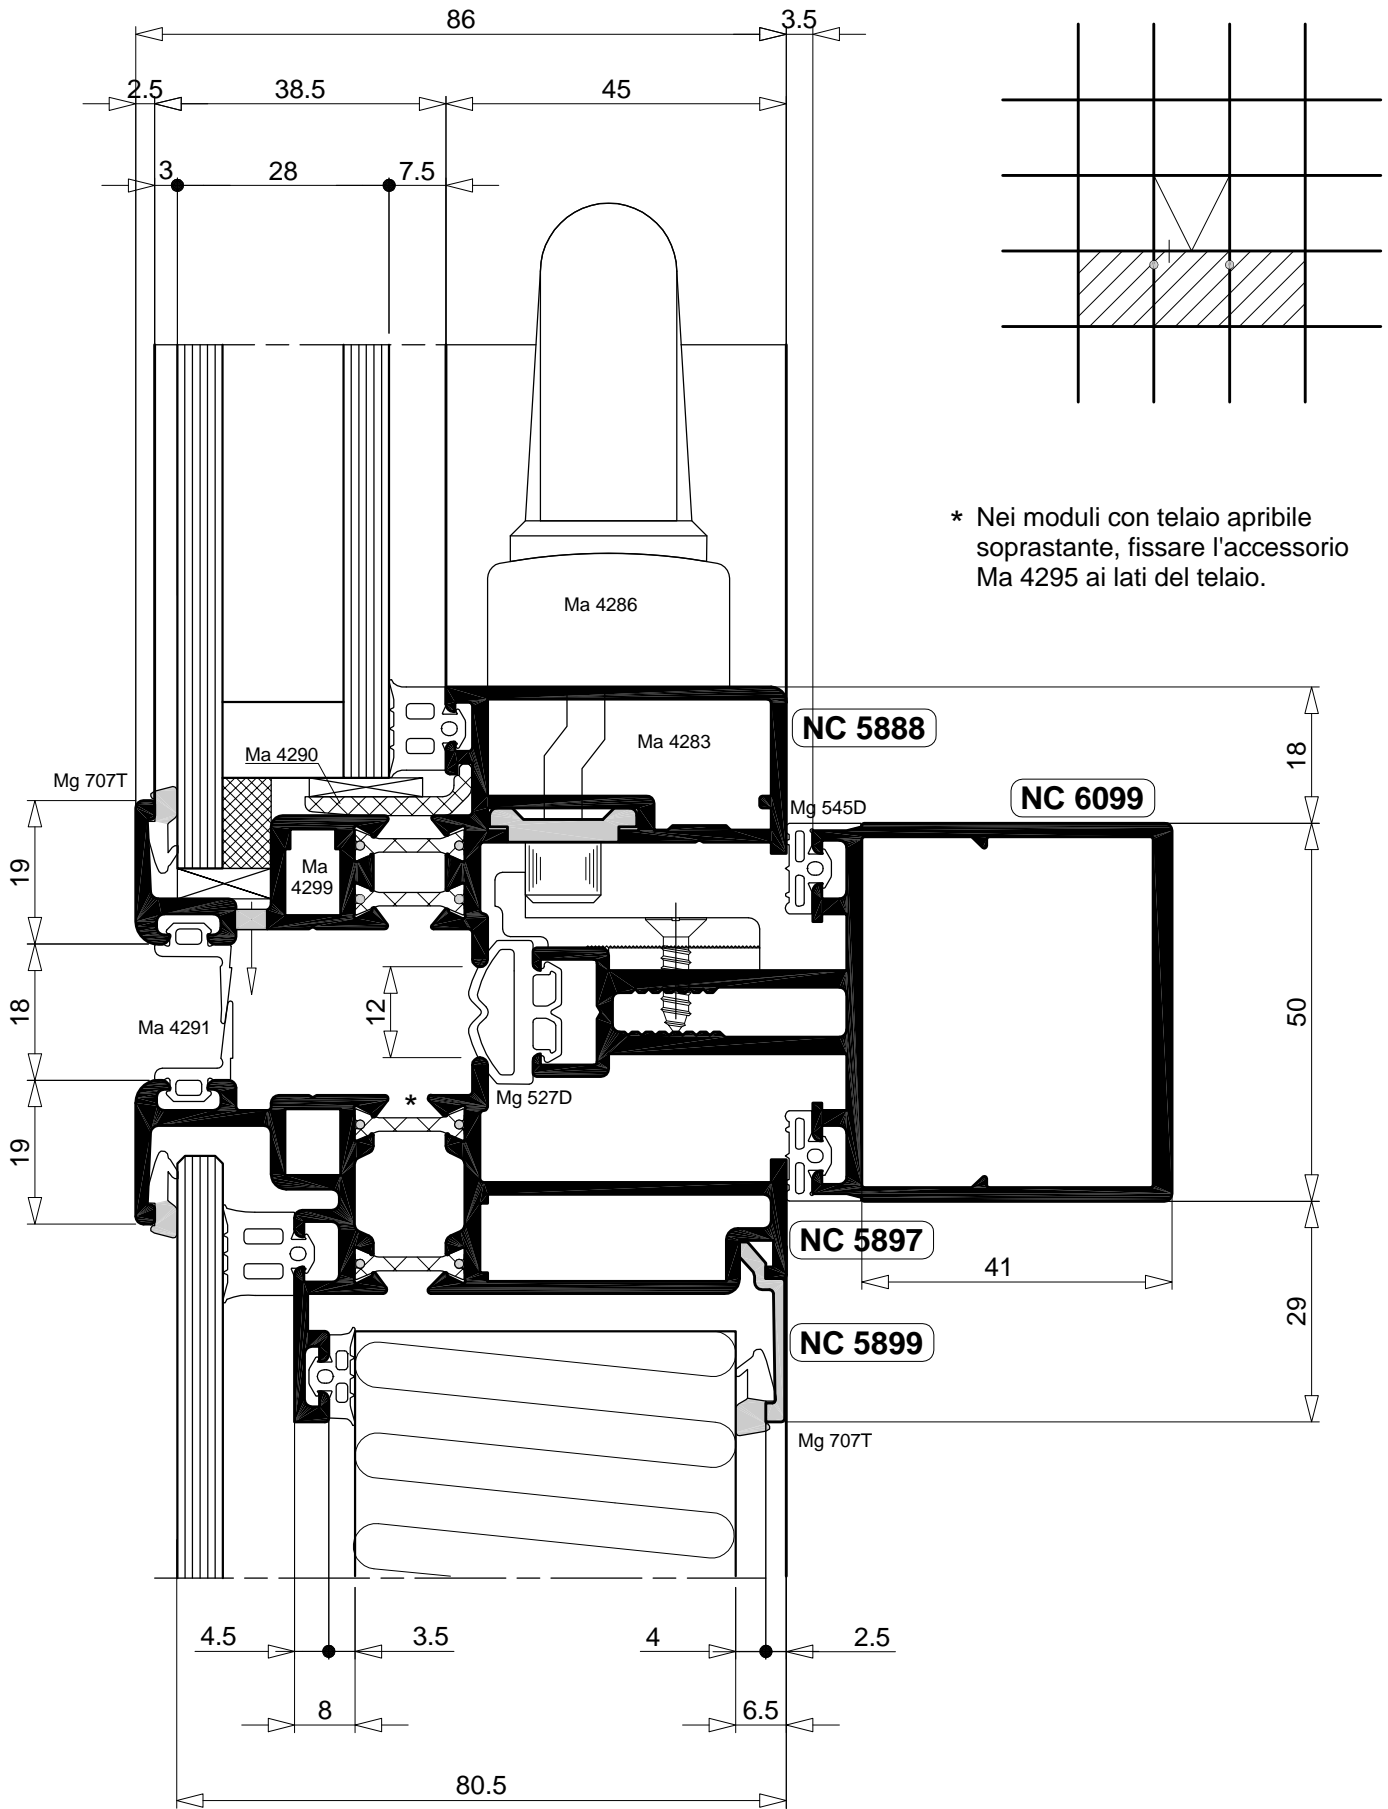 86
3.5
2.5
38.5
45
3
28
7.5
* Nei moduli con telaio apribile
soprastante, fissare l'accessorio
Ma 4295 ai lati del telaio.
Ma 4286
NC 5888
Ma 4283
Ma 4290
18
Mg 707T
NC 6099
Mg 545D
19
Ma
4299
18
12
50
Ma 4291
*
Mg 527D
19
NC 5897
41
29
NC 5899
Mg 707T
4.5
3.5
4
2.5
8
6.5
80.5